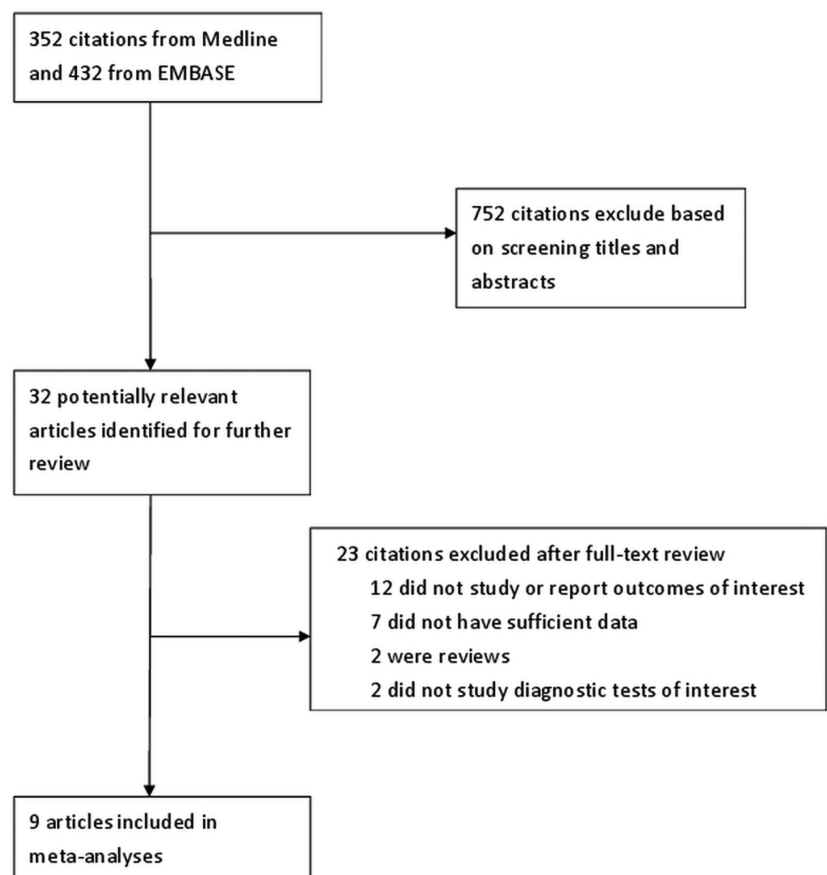 352 citations from Medline
and 432 from EMBASE
752 citations exclude based
on screening titles and
abstracts
32 potentially relevant
articles identified for further
review
23 citations excluded after full-text review
12 did not study or report outcomes of interest
7 did not have sufficient data
2 were reviews
2 did not study diagnostic tests of interest
9 articles included in
meta-analyses